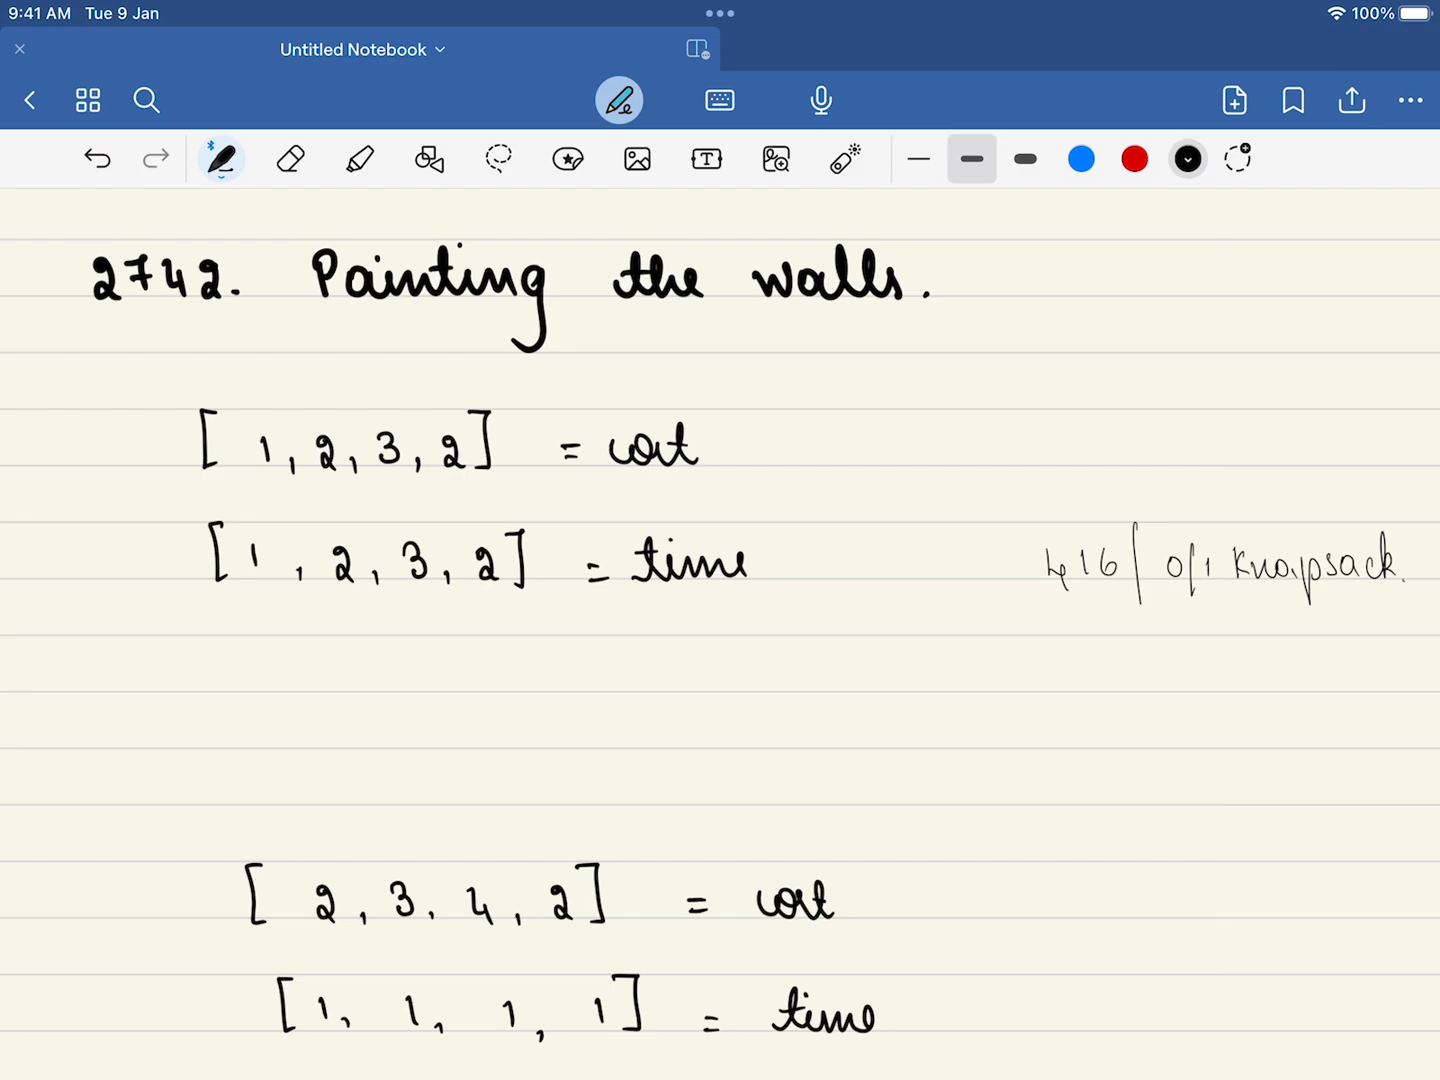 9:41 AM Tue 9 Jan
100%
Untitled Notebook
2742. Painting the walls.
[ 1, 2, 3, 2] = cost
[ 1, 2, 3, 2] = time
416 / 0/1 Knapsack.
[ 2, 3, 4, 2] = cost
[ 1, 1, 1, 1] = time